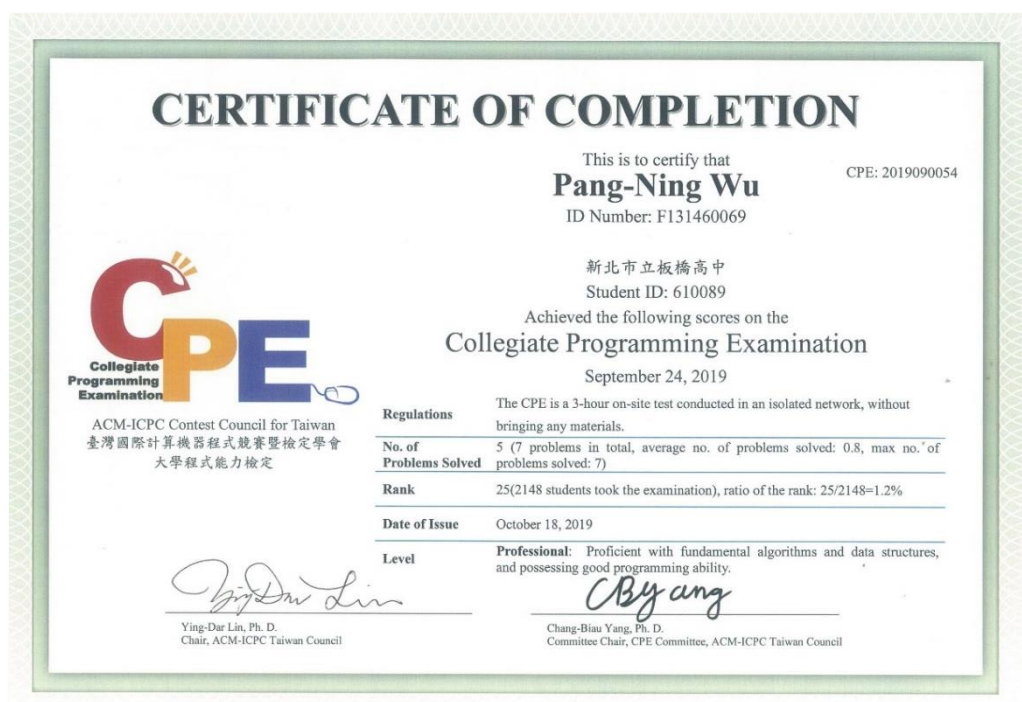 CERTIFICATE OF COMPLETION
This is to certify that
Pang-Ning Wu
CPE: 2019090054
ID Number: F131460069
新北市立板橋高中
Student ID: 610089
Achieved the following scores on the
Collegiate Programming Examination
September 24, 2019
CPE
Collegiate
Programming
Examination
ACM-ICPC Contest Council for Taiwan
臺灣國際計算機器程式競賽暨檢定學會
大學程式能力檢定
Regulations
The CPE is a 3-hour on-site test conducted in an isolated network, without
bringing any materials.
No. of
Problems Solved
5 (7 problems in total, average no. of problems solved: 0.8, max no. of
problems solved: 7)
Rank
25(2148 students took the examination), ratio of the rank: 25/2148=1.2%
Date of Issue
October 18, 2019
Level
Professional: Proficient with fundamental algorithms and data structures,
and possessing good programming ability.
Ying Dar Lin
CB Yang
Ying-Dar Lin, Ph. D.
Chair, ACM-ICPC Taiwan Council
Chang-Biau Yang, Ph. D.
Committee Chair, CPE Committee, ACM-ICPC Taiwan Council